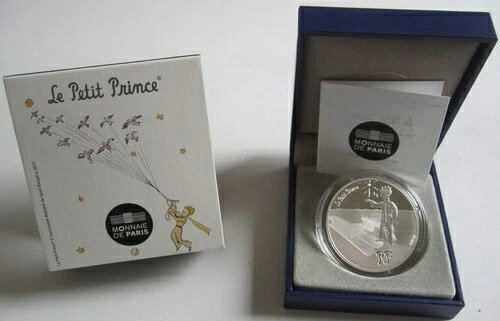 Le Petit Prince®
MONNAIE
DE PARIS
MONNAIE
DE PARIS
Le Petit Prince
RF